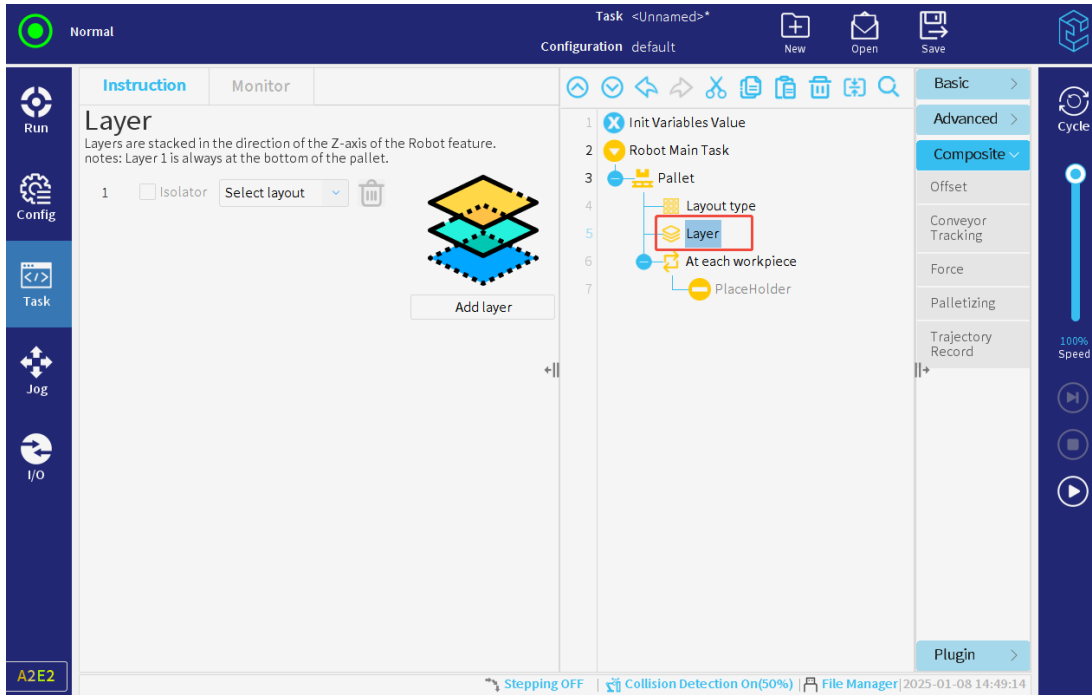 Normal
Task <Unnamed>*
Configuration default
New
Open
Save
Run
Config
Task
Jog
I/O
A2E2
Instruction
Monitor
Layer
Layers are stacked in the direction of the Z-axis of the Robot feature.
notes: Layer 1 is always at the bottom of the pallet.
1 Isolator Select layout
Add layer
1 Init Variables Value
2 Robot Main Task
3 Pallet
4 Layout type
5 Layer
6 At each workpiece
7 PlaceHolder
Basic
Advanced
Composite
Offset
Conveyor
Tracking
Force
Palletizing
Trajectory
Record
Plugin
Cycle
100%
Speed
Stepping OFF | Collision Detection On(50%) | File Manager|2025-01-08 14:49:14